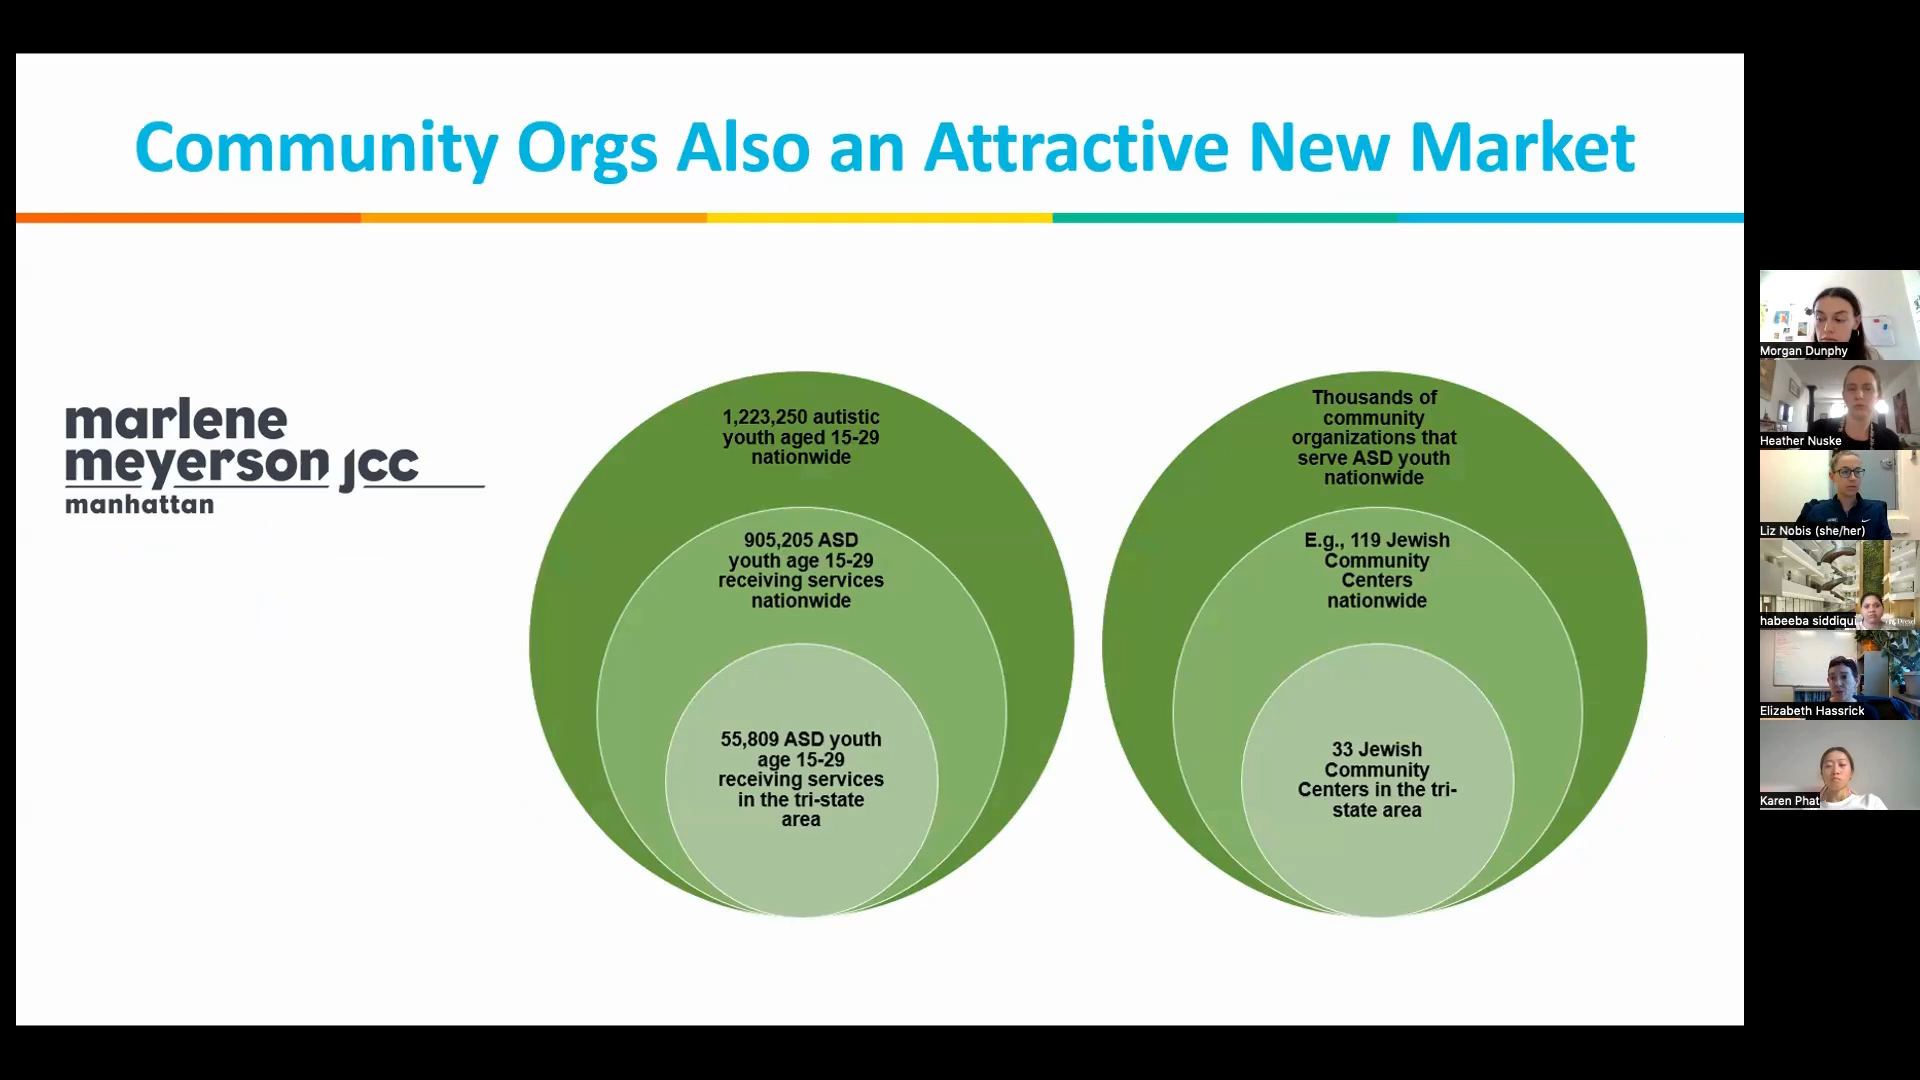 Community Orgs Also an Attractive New Market
marlene
meyerson jcc
manhattan
1,223,250 autistic
youth aged 15-29
nationwide
905,205 ASD
youth age 15-29
receiving services
nationwide
55,809 ASD youth
age 15-29
receiving services
in the tri-state
area
Thousands of
community
organizations that
serve ASD youth
nationwide
E.g., 119 Jewish
Community
Centers
nationwide
33 Jewish
Community
Centers in the tri-
state area
Morgan Dunphy
Heather Nuske
Liz Nobis (she/her)
habeeba siddiqui
Drexel
Elizabeth Hassrick
Karen Phat